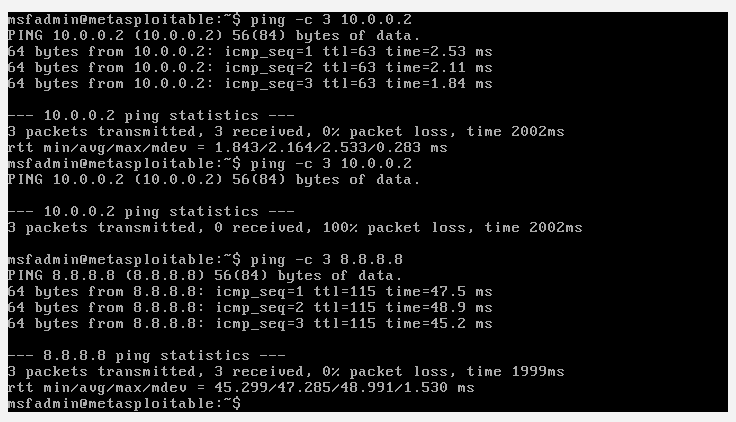 msfadmin@metasploitable:~$ ping -c 3 10.0.0.2
PING 10.0.0.2 (10.0.0.2) 56(84) bytes of data.
64 bytes from 10.0.0.2: icmp_seq=1 ttl=63 time=2.53 ms
64 bytes from 10.0.0.2: icmp_seq=2 ttl=63 time=2.11 ms
64 bytes from 10.0.0.2: icmp_seq=3 ttl=63 time=1.84 ms
--- 10.0.0.2 ping statistics ---
3 packets transmitted, 3 received, 0% packet loss, time 2002ms
rtt min/avg/max/mdev = 1.843/2.164/2.533/0.283 ms
msfadmin@metasploitable:~$ ping -c 3 10.0.0.2
PING 10.0.0.2 (10.0.0.2) 56(84) bytes of data.
--- 10.0.0.2 ping statistics ---
3 packets transmitted, 0 received, 100% packet loss, time 2002ms
msfadmin@metasploitable:~$ ping -c 3 8.8.8.8
PING 8.8.8.8 (8.8.8.8) 56(84) bytes of data.
64 bytes from 8.8.8.8: icmp_seq=1 ttl=115 time=47.5 ms
64 bytes from 8.8.8.8: icmp_seq=2 ttl=115 time=48.9 ms
64 bytes from 8.8.8.8: icmp_seq=3 ttl=115 time=45.2 ms
--- 8.8.8.8 ping statistics ---
3 packets transmitted, 3 received, 0% packet loss, time 1999ms
rtt min/avg/max/mdev = 45.299/47.285/48.991/1.530 ms
msfadmin@metasploitable:~$